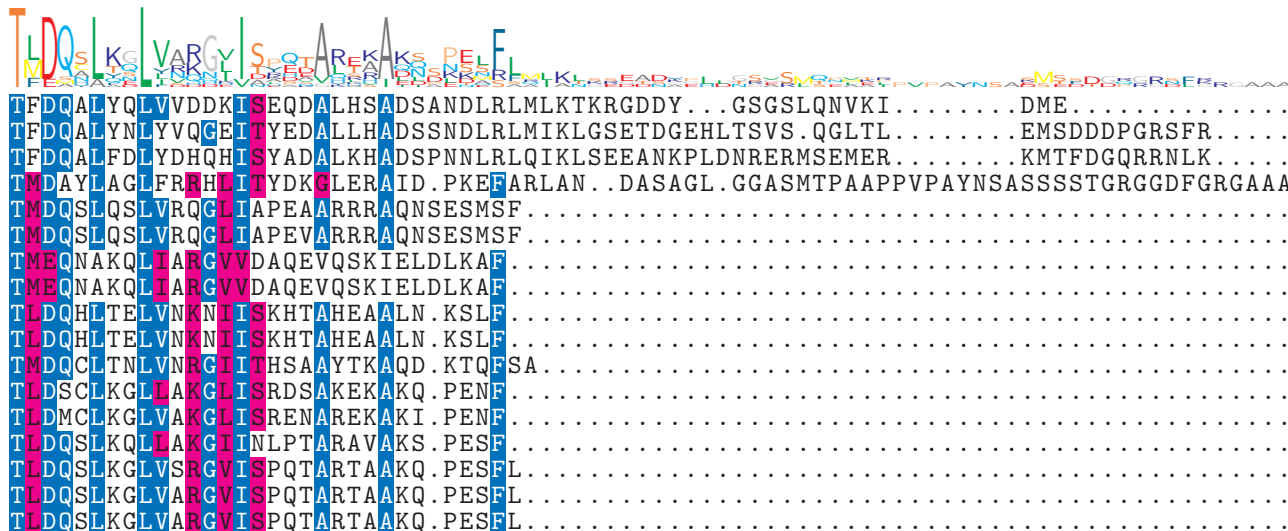 TFDQALYQLVVDDKISEQDALHSADSANDLRLMLKTKRGDDY...GSGSLQNVKI........DME..............
TFDQALYNLYVQGEITYEDALLHADSSNDLRLMIKLGSETDGEHLTSVS.QGLTL........EMSDDDPGRSFR.....
TFDQALFDLYDHQHISYADALKHADSPNNLRLQIKLSEEANKPLDNRERMSEMER........KMTFDGQRRNLK.....
TMDAYLAGLFRRHLITYDKGLERAID.PKEFARLAN..DASAGL.GGASMTPAAPPVPAYNSASSSSTGRGGDFGRGAAA
TMDQSLQSLVRQGLIAPEAARRRAQNSESMSF................................................
TMDQSLQSLVRQGLIAPEVARRRAQNSESMSF................................................
TMEQNAKQLIARGVVDAQEVQSKIELDLKAF.................................................
TMEQNAKQLIARGVVDAQEVQSKIELDLKAF.................................................
TLDQHLTELVNKNIISKHTAHEAALN.KSLF.................................................
TLDQHLTELVNKNIISKHTAHEAALN.KSLF.................................................
TMDQCLTNLVNRGIITHSAAYTKAQD.KTQFSA...............................................
TLDSCLKGLLAKGLISRDSAKEKAKQ.PENF.................................................
TLDMCLKGLVAKGLISRENAREKAKI.PENF.................................................
TLDQSLKQLLAKGIINLPTARAVAKS.PESF.................................................
TLDQSLKGLVSRGVISPQTARTAAKQ.PESFL................................................
TLDQSLKGLVARGVISPQTARTAAKQ.PESFL................................................
TLDQSLKGLVARGVISPQTARTAAKQ.PESFL................................................